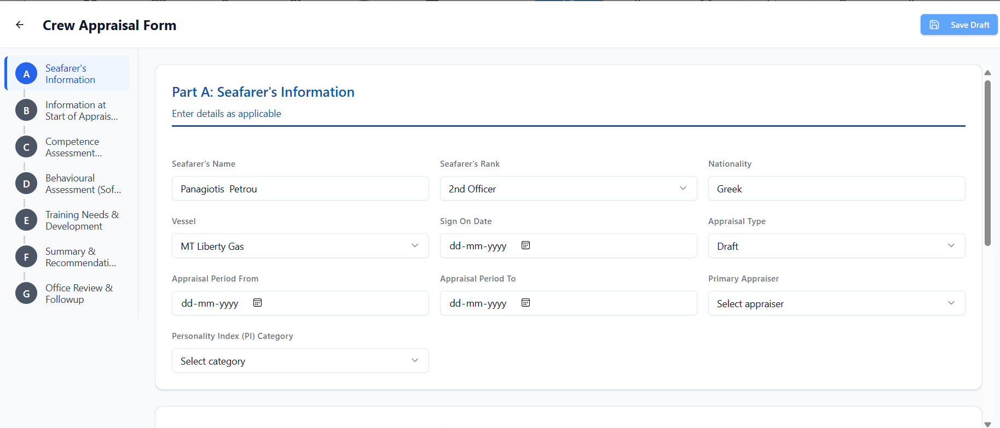 Crew Appraisal Form
Save Draft
A
Seafarer's
Information
B
Information at
Start of Apprais...
C
Competence
Assessment...
D
Behavioural
Assessment (Sof...
E
Training Needs &
Development
F
Summary &
Recommendati...
G
Office Review &
Followup
Part A: Seafarer's Information
Enter details as applicable
Seafarer's Name
Seafarer's Rank
Nationality
Panagiotis  Petrou
2nd Officer
Greek
Vessel
Sign On Date
Appraisal Type
MT Liberty Gas
dd-mm-yyyy
Draft
Appraisal Period From
Appraisal Period To
Primary Appraiser
dd-mm-yyyy
dd-mm-yyyy
Select appraiser
Personality Index (PI) Category
Select category